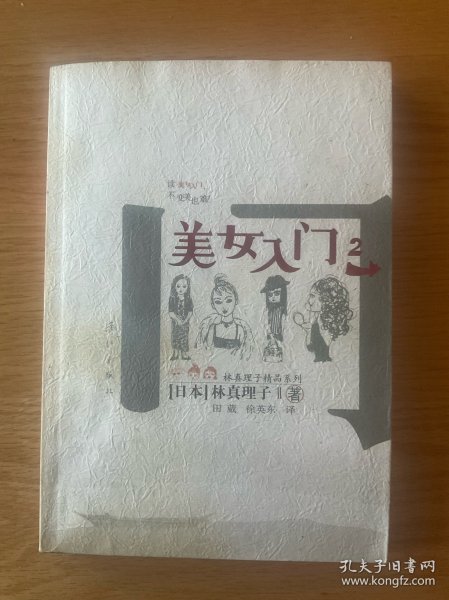 读《美女入门》
不变美也难!
美女入门2
林真理子精品系列
[日本]林真理子 著
田葳 徐英东 译
孔夫子旧书网
www.kongfz.com